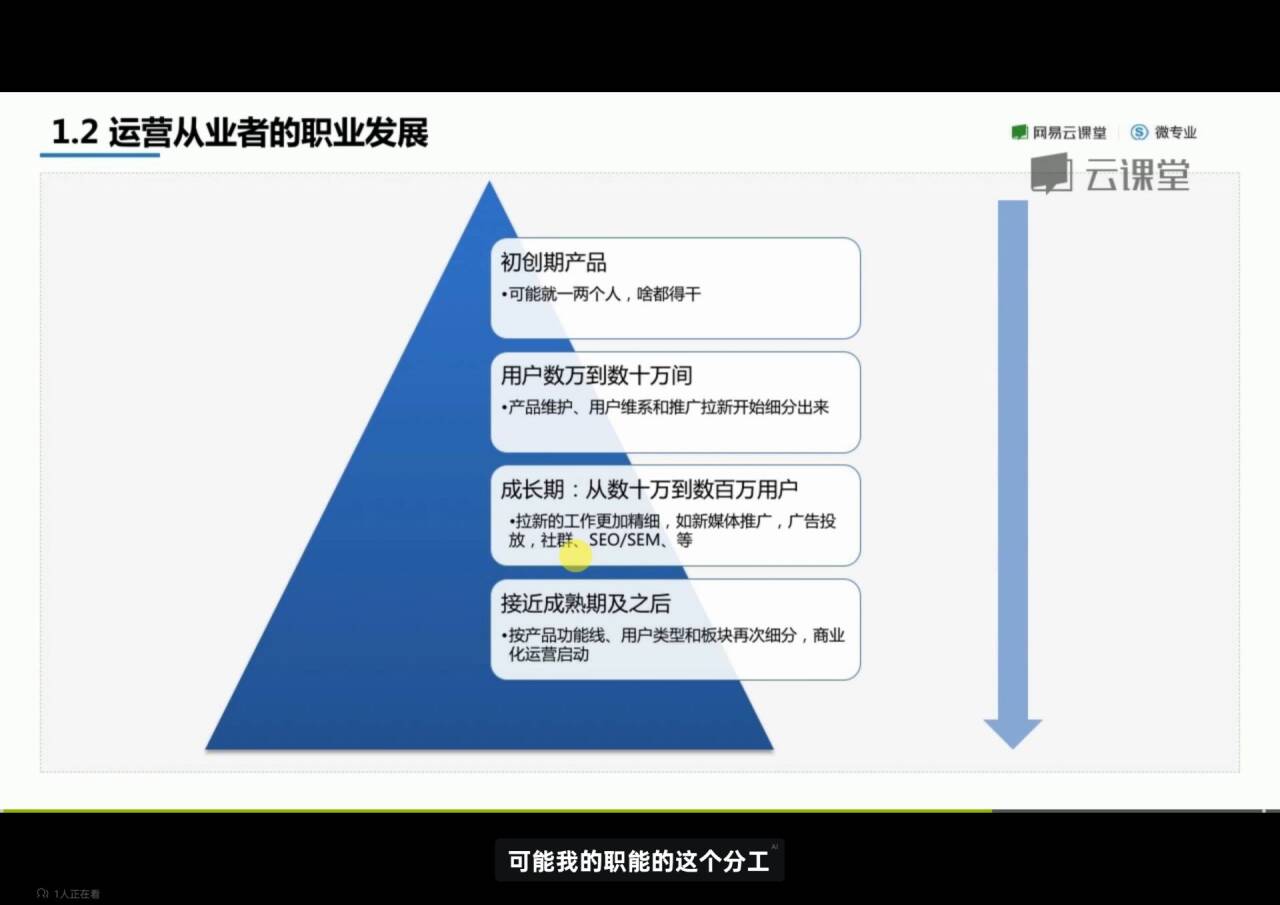 1.2 运营从业者的职业发展
网易云课堂
微专业
云课堂
初创期产品
•可能就一两个人，啥都得干
用户数万到数十万间
•产品维护、用户维系和推广拉新开始细分出来
成长期：从数十万到数百万用户
•拉新的工作更加精细，如新媒体推广，广告投
放，社群、SEO/SEM、等
接近成熟期及之后
•按产品功能线、用户类型和板块再次细分，商业
化运营启动
可能我的职能的这个分工
AI
1人正在看